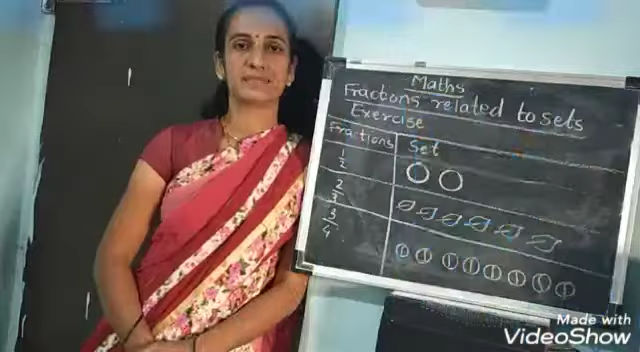 Maths
Fractions related to sets
Exercise
Fractions Set
1/2
2/3
3/4
Made with
VideoShow